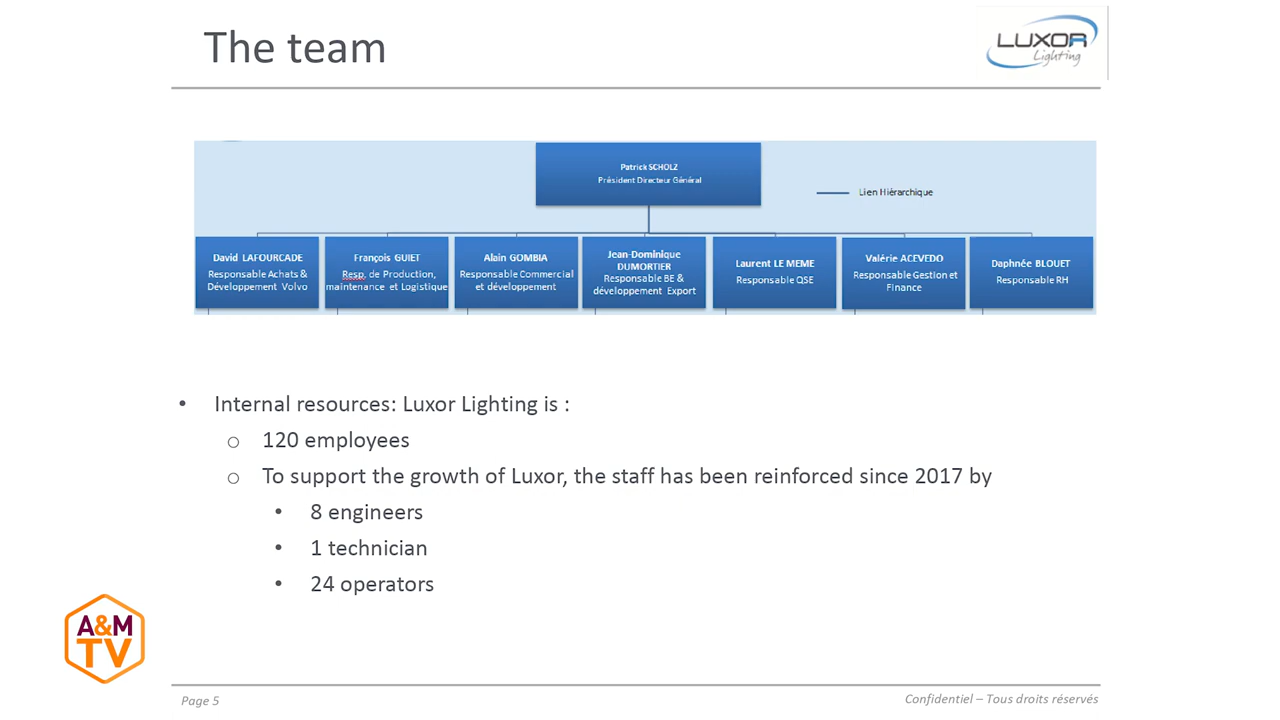 The team
LUXOR
Lighting
Patrick SCHOLZ
Président Directeur Général
Lien Hiérarchique
David LAFOURCADE
Responsable Achats &
Développement Volvo
François GUIET
Resp. de Production,
maintenance et Logistique
Alain GOMBIA
Responsable Commercial
et développement
Jean-Dominique
DUMORTIER
Responsable BE &
développement Export
Laurent LE MEME
Responsable QSE
Valérie ACEVEDO
Responsable Gestion et
Finance
Daphnée BLOUET
Responsable RH
• Internal resources: Luxor Lighting is :
o 120 employees
o To support the growth of Luxor, the staff has been reinforced since 2017 by
• 8 engineers
• 1 technician
• 24 operators
A&M
TV
Page 5
Confidentiel – Tous droits réservés